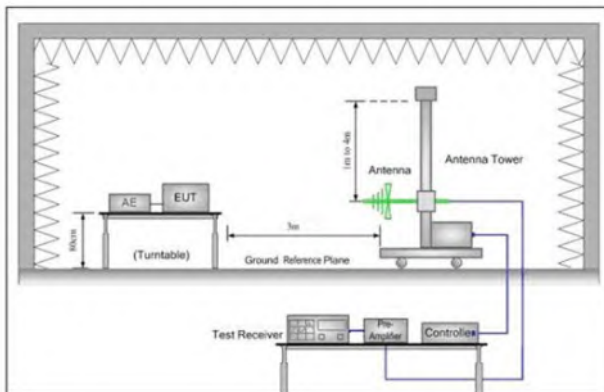 1m to 4m
Antenna
Antenna Tower
AE
EUT
80cm
(Turntable)
3m
Ground Reference Plane
Test Receiver
Pre-
Amplifier
Controller